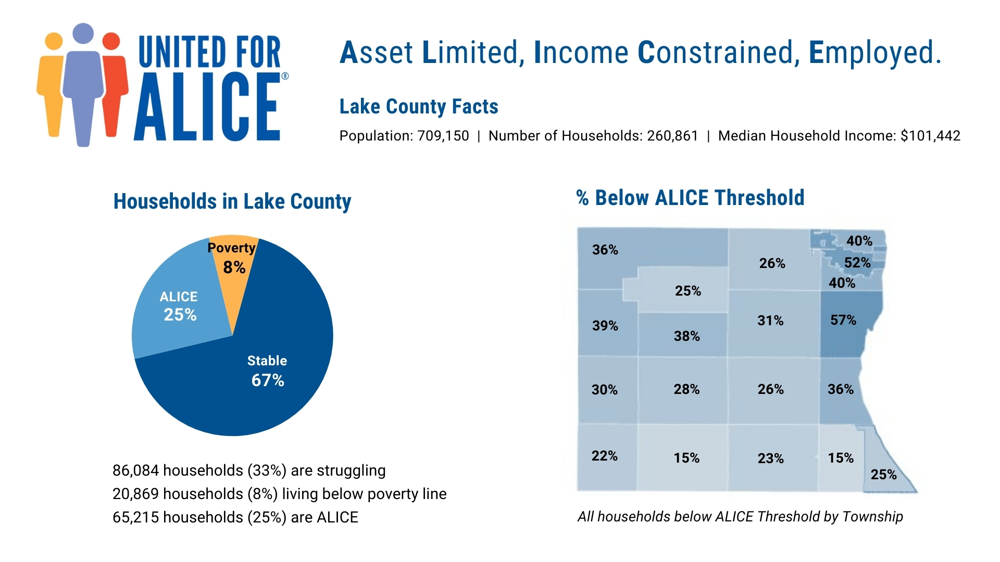 UNITED FOR
ALICE®
Asset Limited, Income Constrained, Employed.
Lake County Facts
Population: 709,150 | Number of Households: 260,861 | Median Household Income: $101,442
Households in Lake County
Poverty
8%
ALICE
25%
Stable
67%
86,084 households (33%) are struggling
20,869 households (8%) living below poverty line
65,215 households (25%) are ALICE
% Below ALICE Threshold
36%
26%
40%
52%
40%
25%
39%
38%
31%
57%
30%
28%
26%
36%
22%
15%
23%
15%
25%
All households below ALICE Threshold by Township